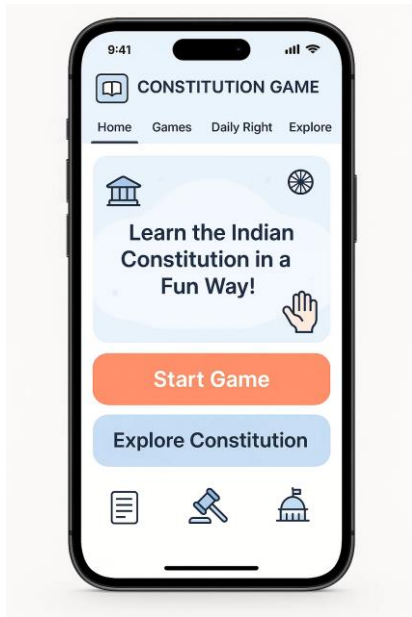 9:41
CONSTITUTION GAME
Home Games Daily Right Explore
Learn the Indian
Constitution in a
Fun Way!
Start Game
Explore Constitution